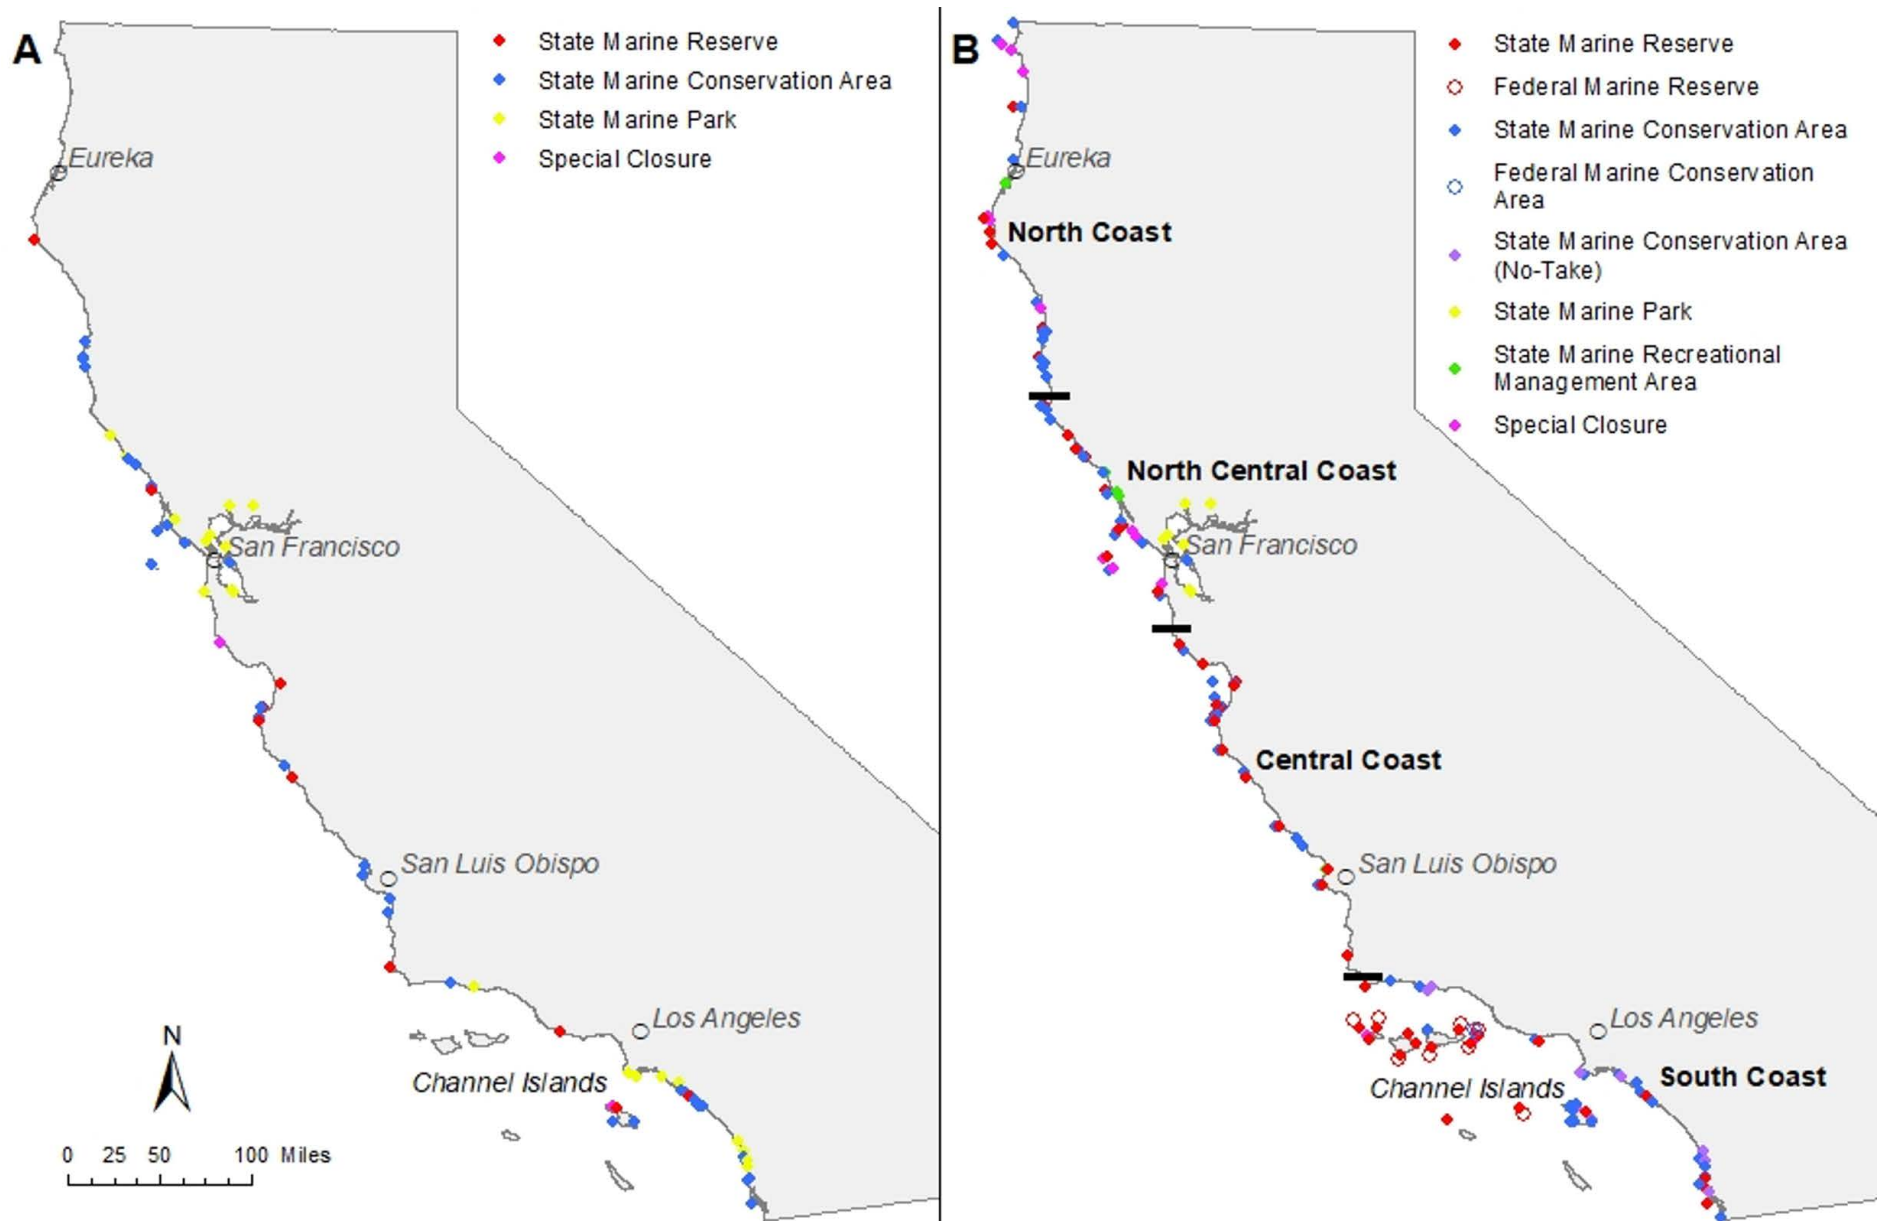 A
State Marine Reserve
State Marine Conservation Area
State Marine Park
Special Closure
Eureka
San Francisco
San Luis Obispo
Los Angeles
Channel Islands
N
0 25 50 100 Miles
B
State Marine Reserve
Federal Marine Reserve
State Marine Conservation Area
Federal Marine Conservation
Area
State Marine Conservation Area
(No-Take)
State Marine Park
State Marine Recreational
Management Area
Special Closure
Eureka
North Coast
North Central Coast
San Francisco
Central Coast
San Luis Obispo
Los Angeles
Channel Islands
South Coast